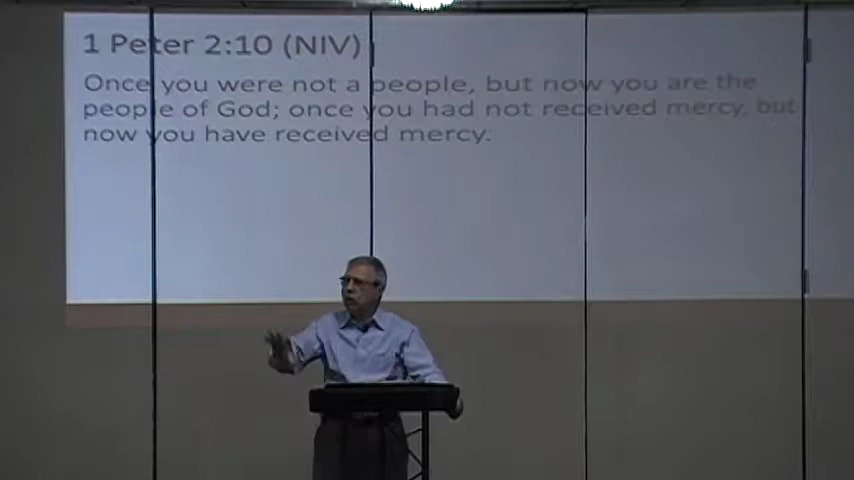 1 Peter 2:10 (NIV)
Once you were not a people, but now you are the
people of God; once you had not received mercy, but
now you have received mercy.